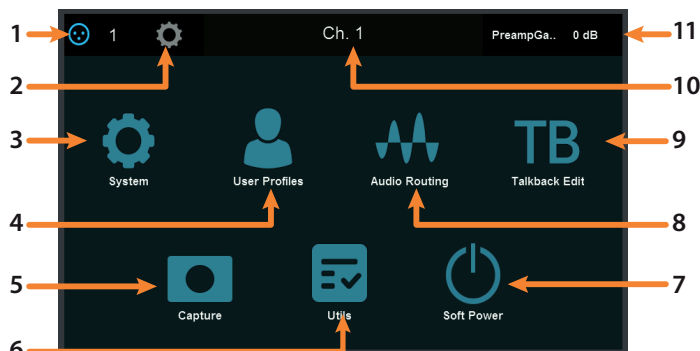 1 1 Ch. 1 PreampGa.. 0 dB 11
2 10
TB
3 9
System User Profiles Audio Routing Talkback Edit
4 8
5 7
Capture Utils Soft Power
6